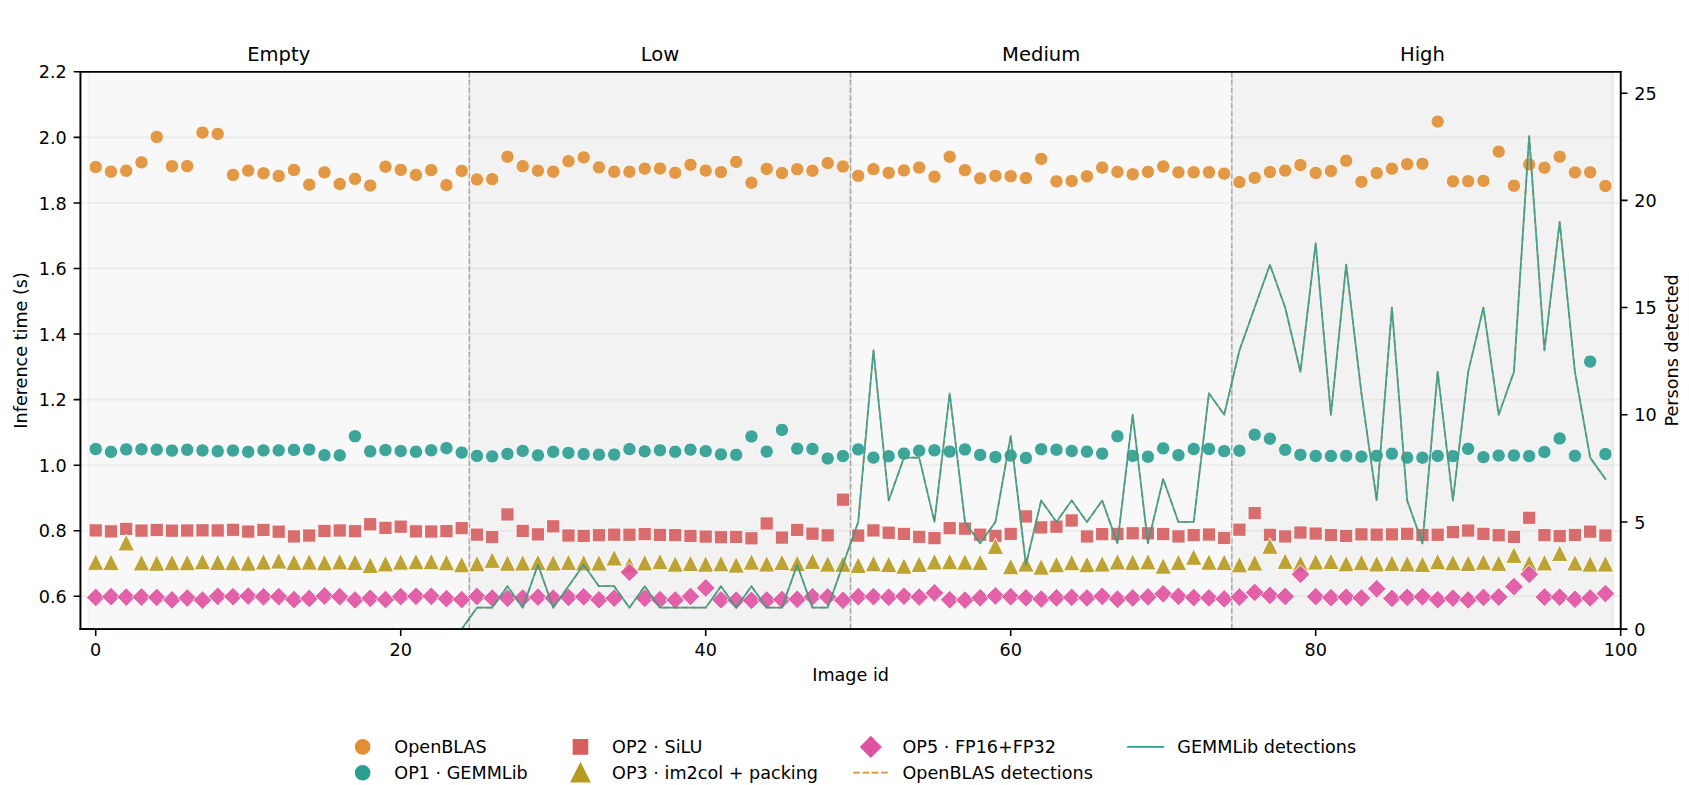 Empty Low Medium High
2.2
2.0
1.8
1.6
1.4
1.2
1.0
0.8
0.6
Inference time (s)
25
20
15
10
5
0
Persons detected
0 20 40 60 80 100
Image id
OpenBLAS
OP1 · GEMMLib
OP2 · SiLU
OP3 · im2col + packing
OP5 · FP16+FP32
OpenBLAS detections
GEMMLib detections